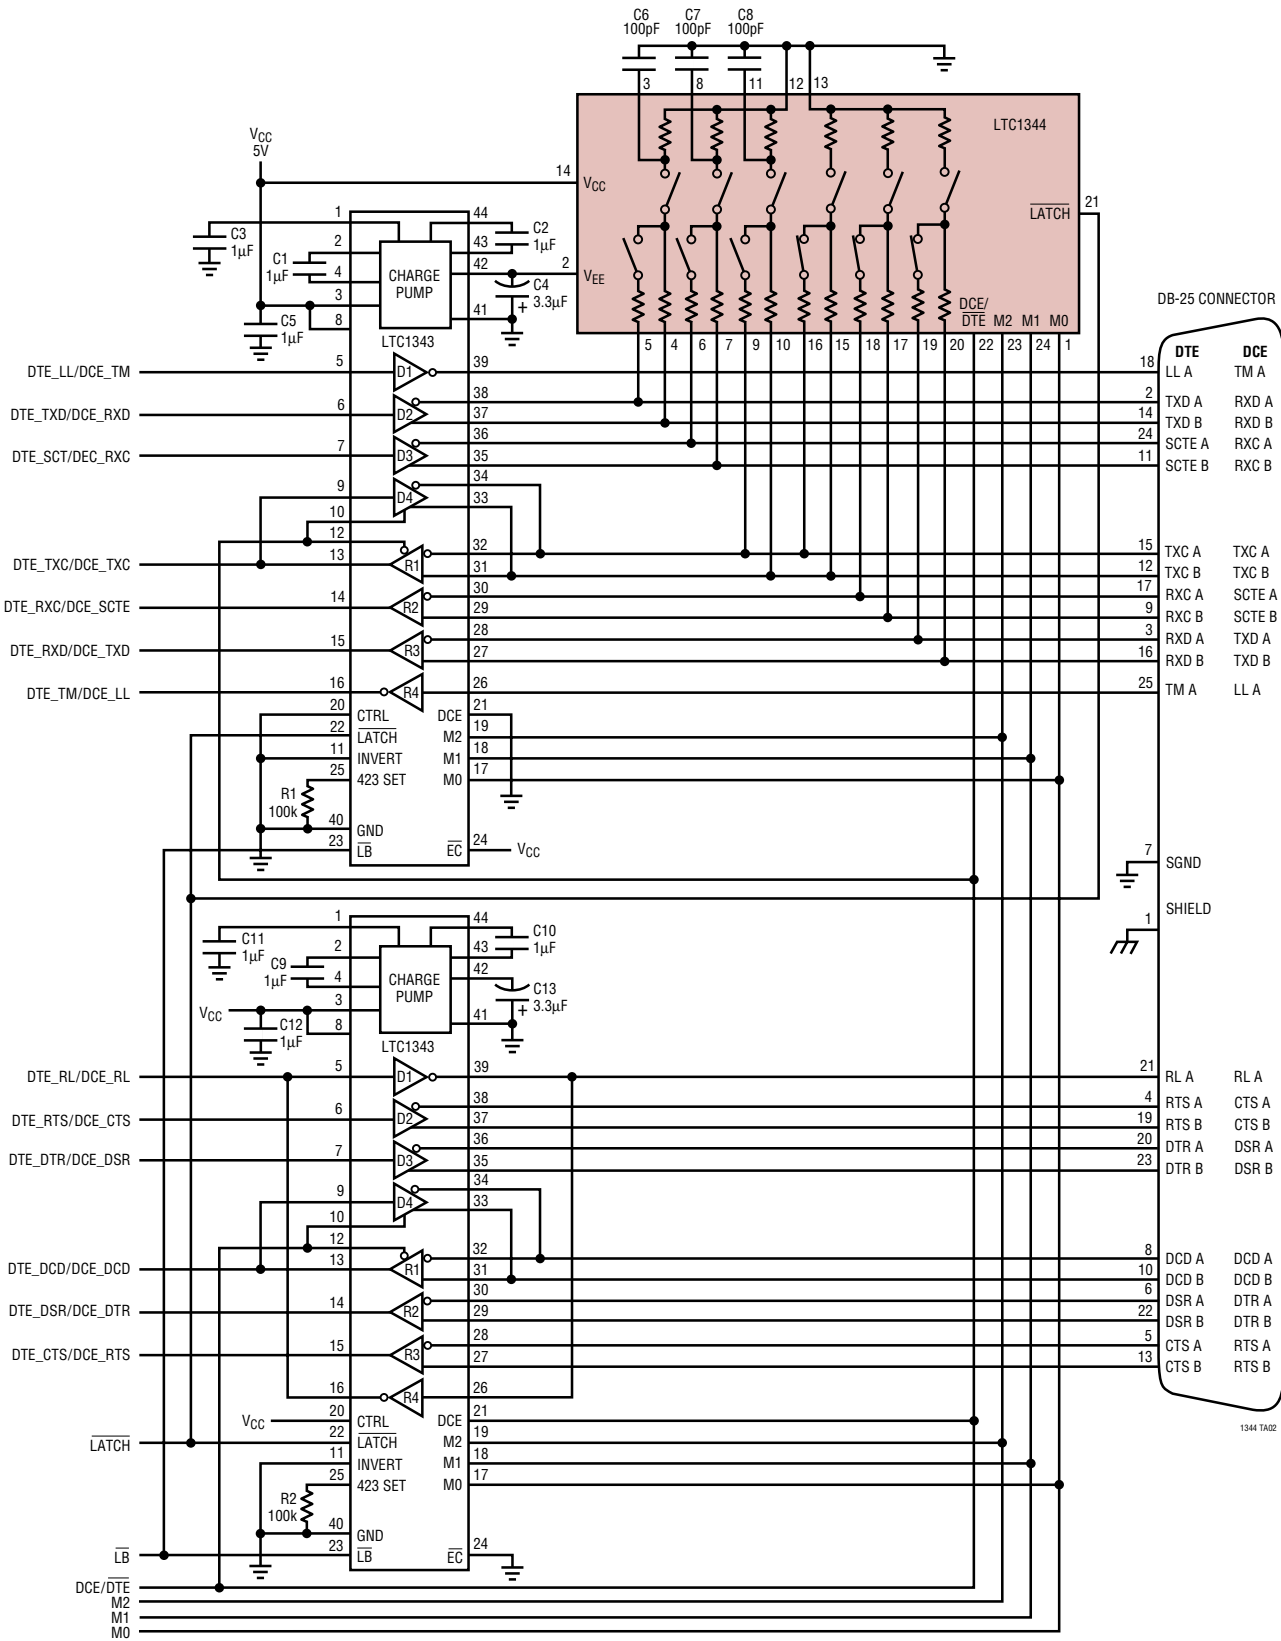 C6
100pF
C7
100pF
C8
100pF
3
8
11
12
13
LTC1344
VCC
5V
14
VCC
21
LATCH
1
44
C3
1µF
C2
1µF
2
43
C1
1µF
4
42
2
VEE
CHARGE
PUMP
C4
3.3µF
+
3
41
C5
1µF
8
LTC1343
DCE/
DTE
M2
M1
M0
5
4
6
7
9
10
16
15
18
17
19
20
22
23
24
1
DB-25 CONNECTOR
DTE
DCE
DTE_LL/DCE_TM
5
D1
39
18
LL A
TM A
38
2
TXD A
RXD A
DTE_TXD/DCE_RXD
6
D2
37
14
TXD B
RXD B
36
24
SCTE A
RXC A
DTE_SCT/DEC_RXC
7
D3
35
11
SCTE B
RXC B
9
D4
34
33
10
12
32
15
TXC A
TXC A
DTE_TXC/DCE_TXC
13
R1
31
12
TXC B
TXC B
30
17
RXC A
SCTE A
DTE_RXC/DCE_SCTE
14
R2
29
9
RXC B
SCTE B
28
3
RXD A
TXD A
DTE_RXD/DCE_TXD
15
R3
27
16
RXD B
TXD B
DTE_TM/DCE_LL
16
R4
26
25
TM A
LL A
20
CTRL
DCE
21
22
LATCH
M2
19
11
INVERT
M1
18
25
423 SET
M0
17
R1
100k
40
GND
23
LB
EC
24
VCC
7
SGND
SHIELD
1
1
44
C11
1µF
C10
1µF
2
43
C9
1µF
4
42
CHARGE
PUMP
C13
3.3µF
+
VCC
3
41
C12
1µF
8
LTC1343
DTE_RL/DCE_RL
5
D1
39
21
RL A
RL A
38
4
RTS A
CTS A
DTE_RTS/DCE_CTS
6
D2
37
19
RTS B
CTS B
36
20
DTR A
DSR A
DTE_DTR/DCE_DSR
7
D3
35
23
DTR B
DSR B
9
D4
34
33
10
12
32
8
DCD A
DCD A
DTE_DCD/DCE_DCD
13
R1
31
10
DCD B
DCD B
30
6
DSR A
DTR A
DTE_DSR/DCE_DTR
14
R2
29
22
DSR B
DTR B
28
5
CTS A
RTS A
DTE_CTS/DCE_RTS
15
R3
27
13
CTS B
RTS B
16
R4
26
VCC
20
CTRL
DCE
21
LATCH
22
LATCH
M2
19
11
INVERT
M1
18
25
423 SET
M0
17
R2
100k
40
GND
LB
23
LB
EC
24
DCE/DTE
M2
M1
M0
1344 TA02